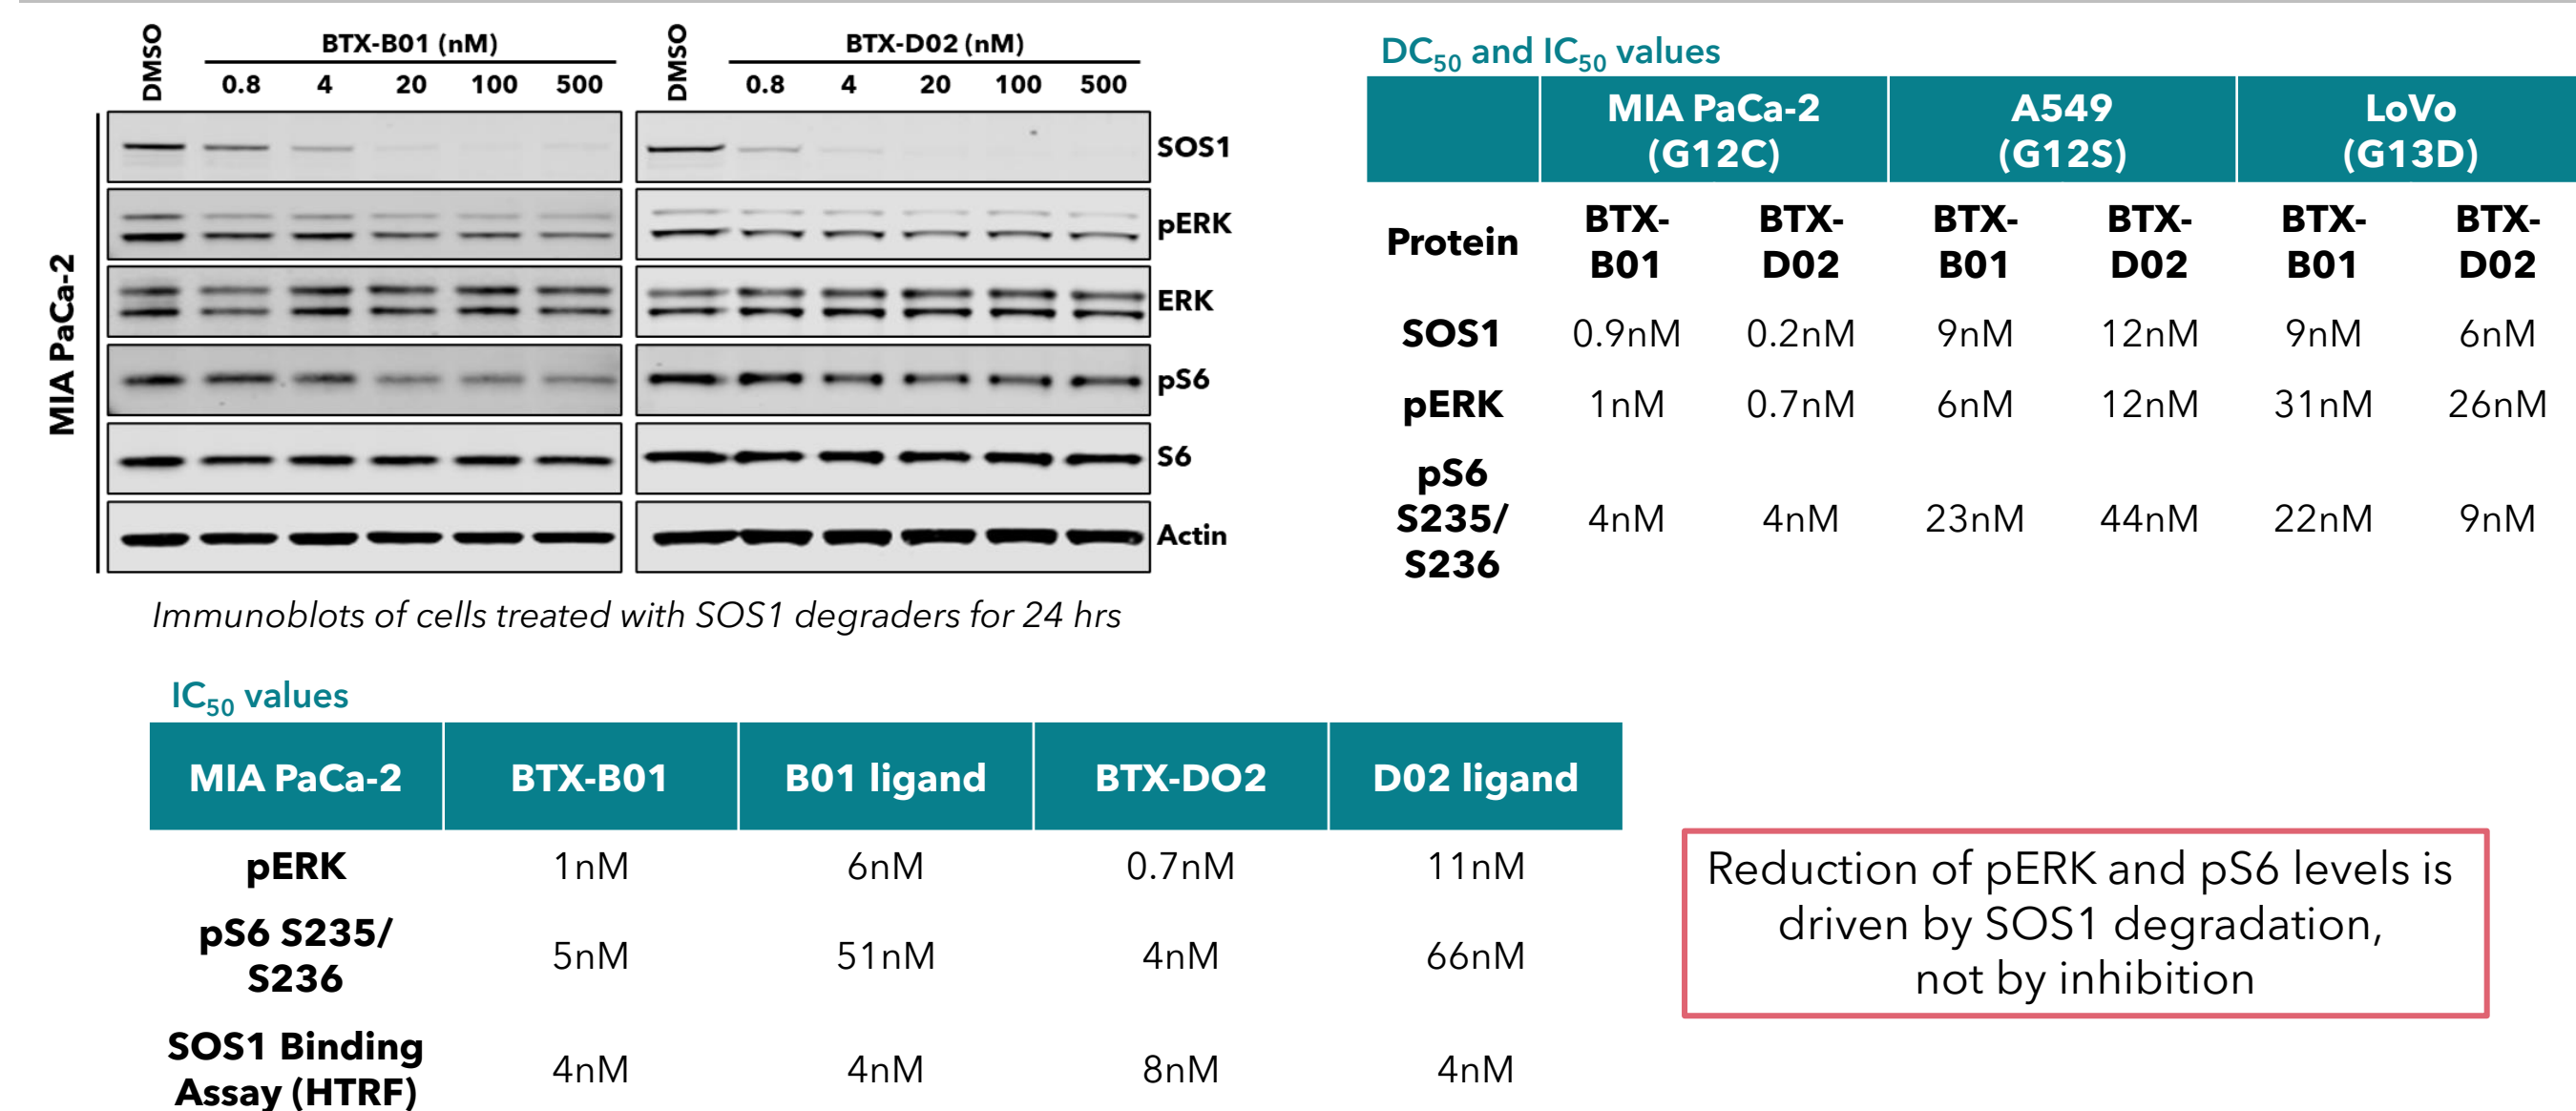 DMSO
BTX-B01 (nM)
0.8 4 20 100 500
DMSO
BTX-D02 (nM)
0.8 4 20 100 500
MIA PaCa-2
SOS1
pERK
ERK
pS6
S6
Actin
Immunoblots of cells treated with SOS1 degraders for 24 hrs
DC50 and IC50 values
MIA PaCa-2 (G12C) A549 (G12S) LoVo (G13D)
Protein BTX-B01 BTX-D02 BTX-B01 BTX-D02 BTX-B01 BTX-D02
SOS1 0.9nM 0.2nM 9nM 12nM 9nM 6nM
pERK 1nM 0.7nM 6nM 12nM 31nM 26nM
pS6 S235/S236 4nM 4nM 23nM 44nM 22nM 9nM
IC50 values
MIA PaCa-2 BTX-B01 B01 ligand BTX-DO2 D02 ligand
pERK 1nM 6nM 0.7nM 11nM
pS6 S235/S236 5nM 51nM 4nM 66nM
SOS1 Binding Assay (HTRF) 4nM 4nM 8nM 4nM
Reduction of pERK and pS6 levels is
driven by SOS1 degradation,
not by inhibition